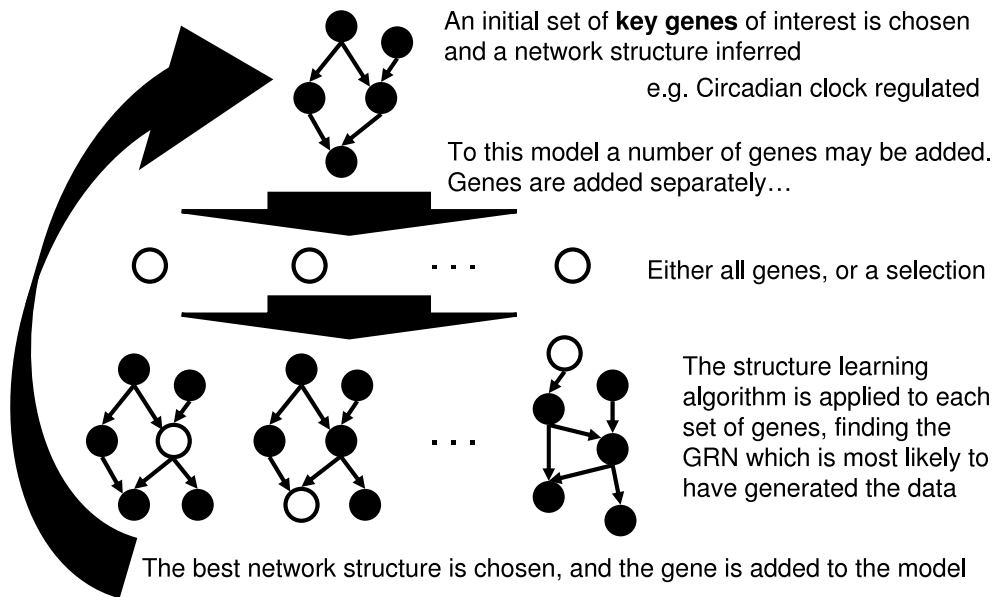 An initial set of key genes of interest is chosen
and a network structure inferred
e.g. Circadian clock regulated
To this model a number of genes may be added.
Genes are added separately…
. . .
Either all genes, or a selection
The structure learning
algorithm is applied to each
set of genes, finding the
GRN which is most likely to
have generated the data
. . .
The best network structure is chosen, and the gene is added to the model